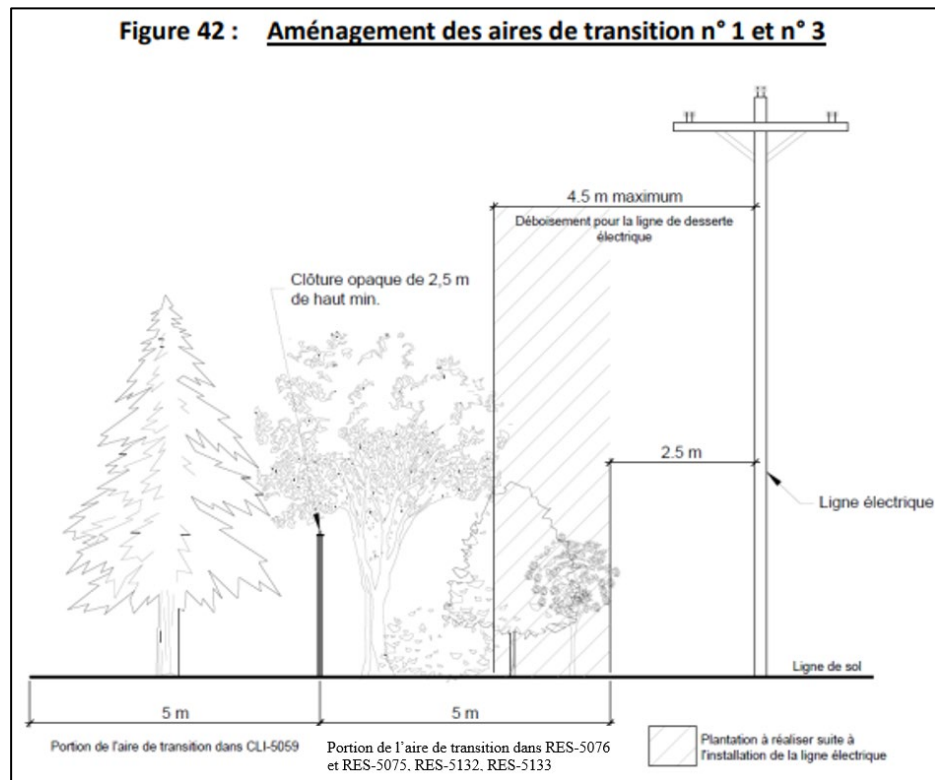 Figure 42 : Aménagement des aires de transition n° 1 et n° 3
4.5 m maximum
Déboisement pour la ligne de desserte
électrique
Clôture opaque de 2,5 m
de haut min.
2.5 m
Ligne électrique
Ligne de sol
5 m
5 m
Portion de l'aire de transition dans CLI-5059
Portion de l'aire de transition dans RES-5076
et RES-5075, RES-5132, RES-5133
Plantation à réaliser suite à
l'installation de la ligne électrique